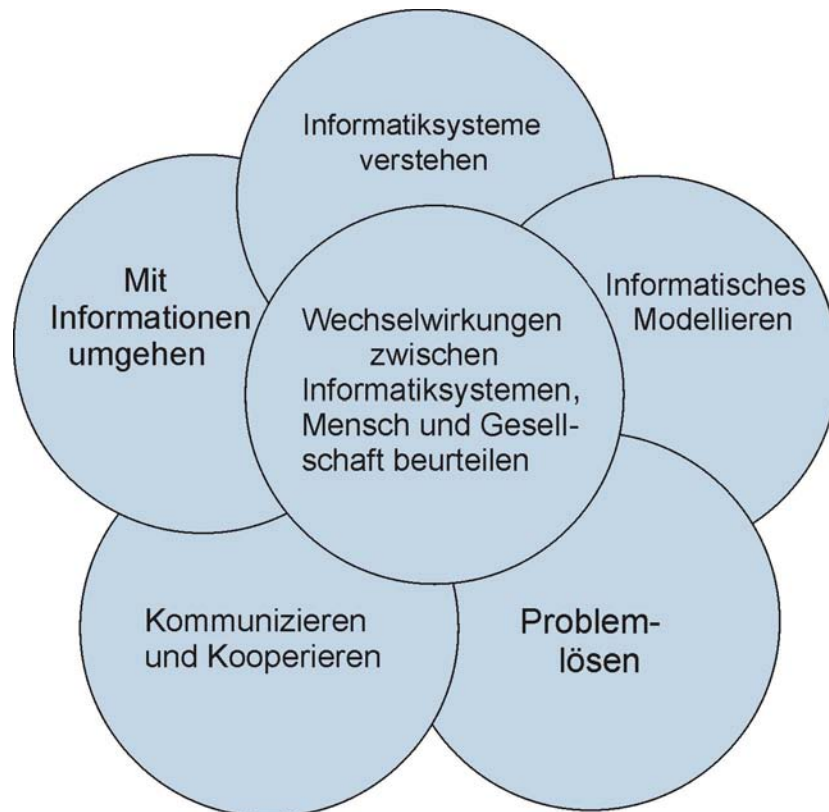 Informatiksysteme
verstehen
Mit
Informationen
umgehen
Informatisches
Modellieren
Wechselwirkungen
zwischen
Informatiksystemen,
Mensch und Gesell-
schaft beurteilen
Kommunizieren
und Kooperieren
Problem-
lösen